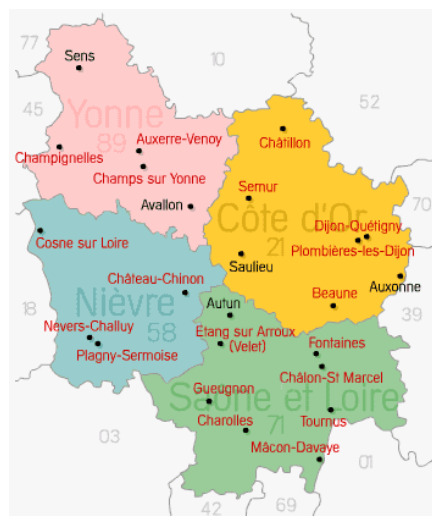 77
Sens
10
45
Yonne
89
52
Auxerre-Venoy
Châtillon
Champignelles
Champs sur Yonne
Semur
Avallon
70
Côte d'Or
21
Dijon-Quétigny
Cosne sur Loire
Plombières-les-Dijon
Saulieu
Château-Chinon
Auxonne
18
Nièvre
58
Autun
Beaune
39
Nevers-Challuy
Etang sur Arroux
(Velet)
Plagny-Sermoise
Fontaines
Châlon-St Marcel
Gueugnon
Saône et Loire
71
Charolles
Tournus
03
Mâcon-Davaye
01
42
69